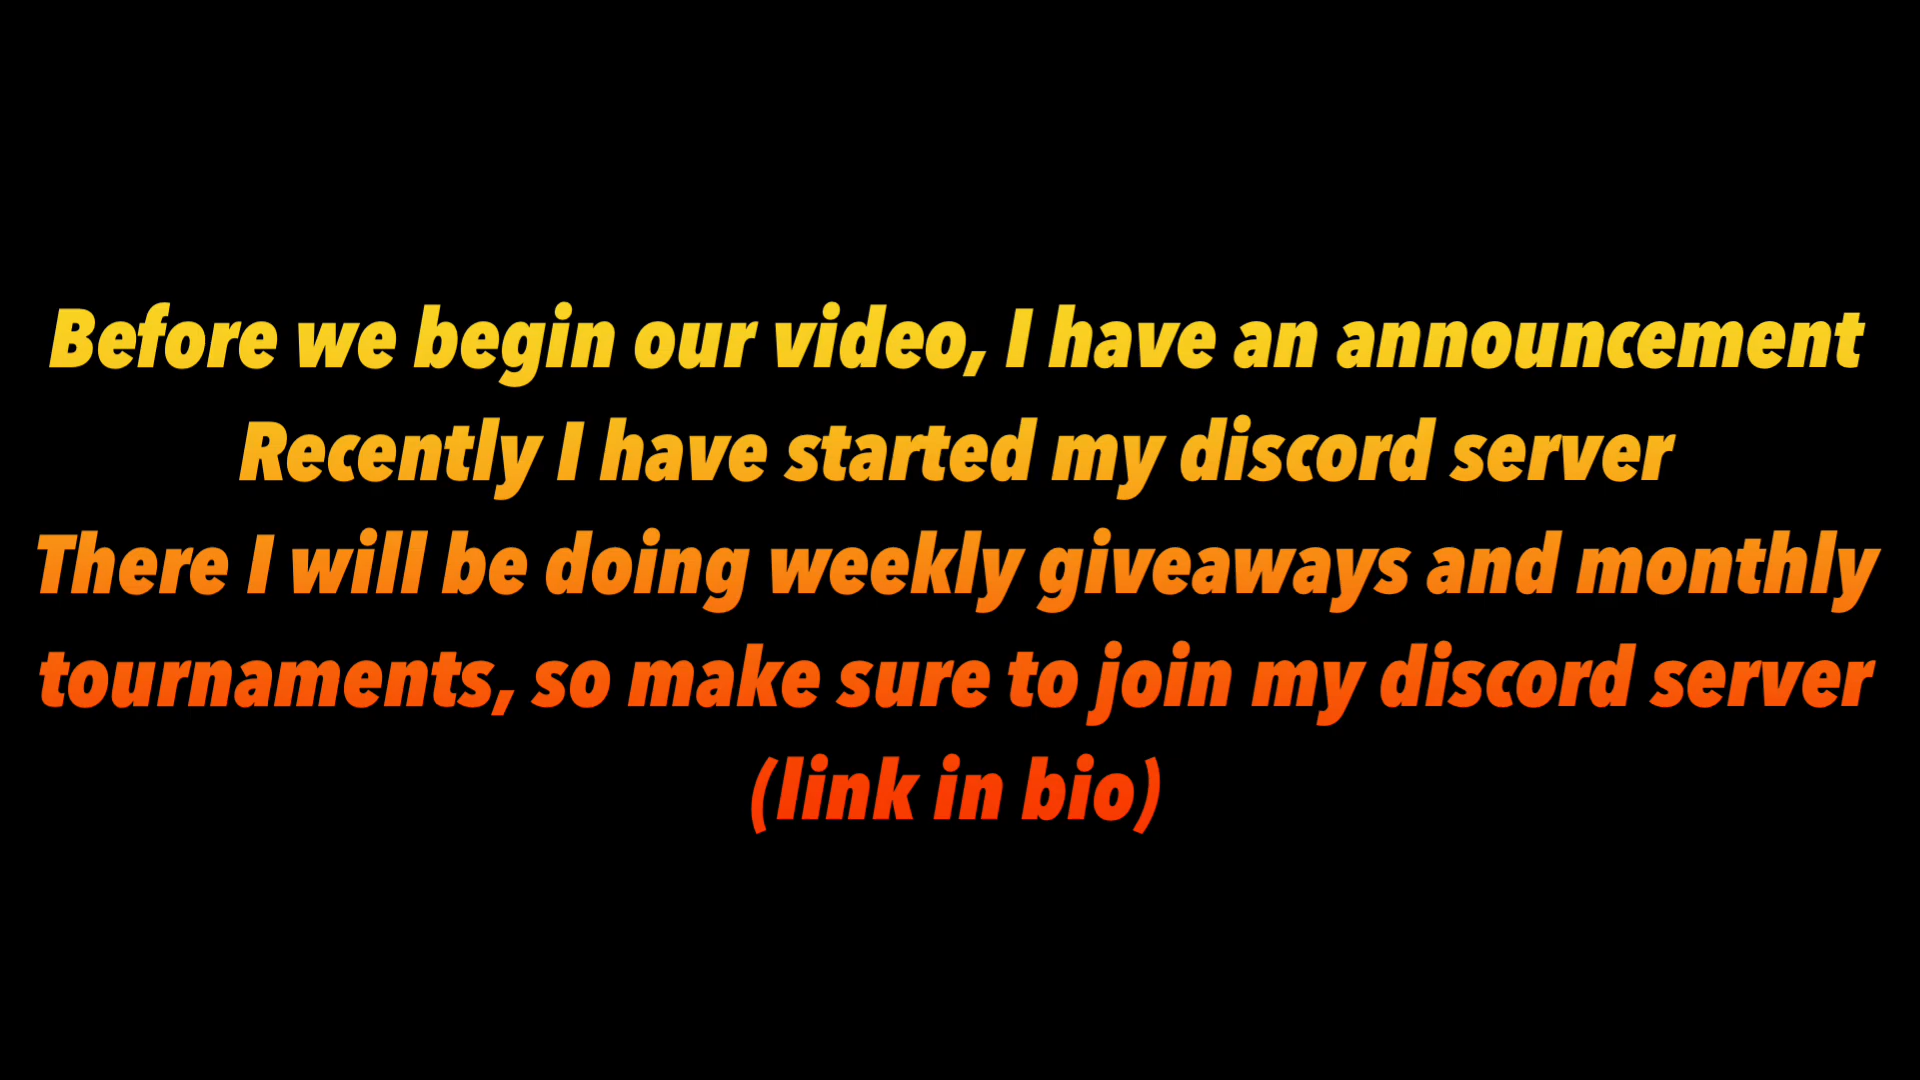 Before we begin our video, I have an announcement
Recently I have started my discord server
There I will be doing weekly giveaways and monthly
tournaments, so make sure to join my discord server
(link in bio)